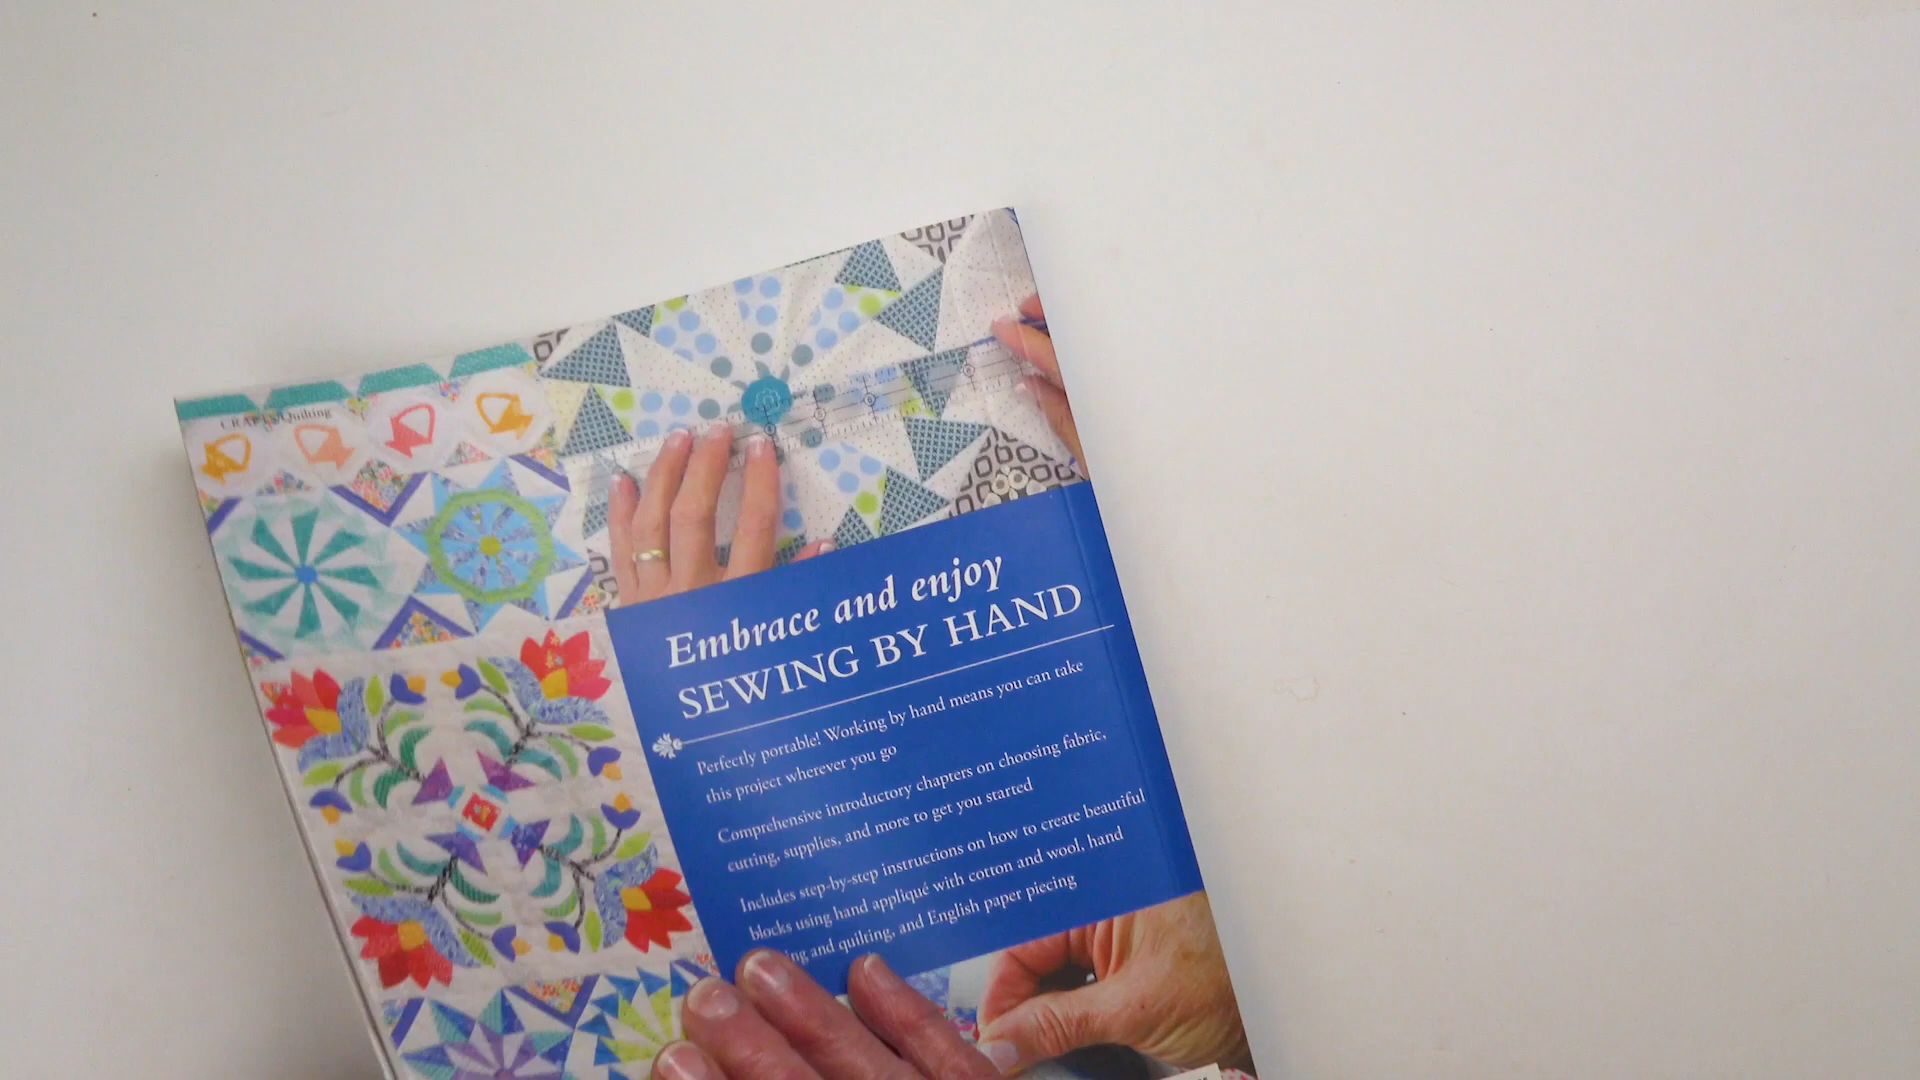 CRAFTS/Quilting
Embrace and enjoy
SEWING BY HAND
Perfectly portable! Working by hand means you can take
this project wherever you go
Comprehensive introductory chapters on choosing fabric,
cutting, supplies, and more to get you started
Includes step-by-step instructions on how to create beautiful
blocks using hand appliqué with cotton and wool, hand
and quilting, and English paper piecing